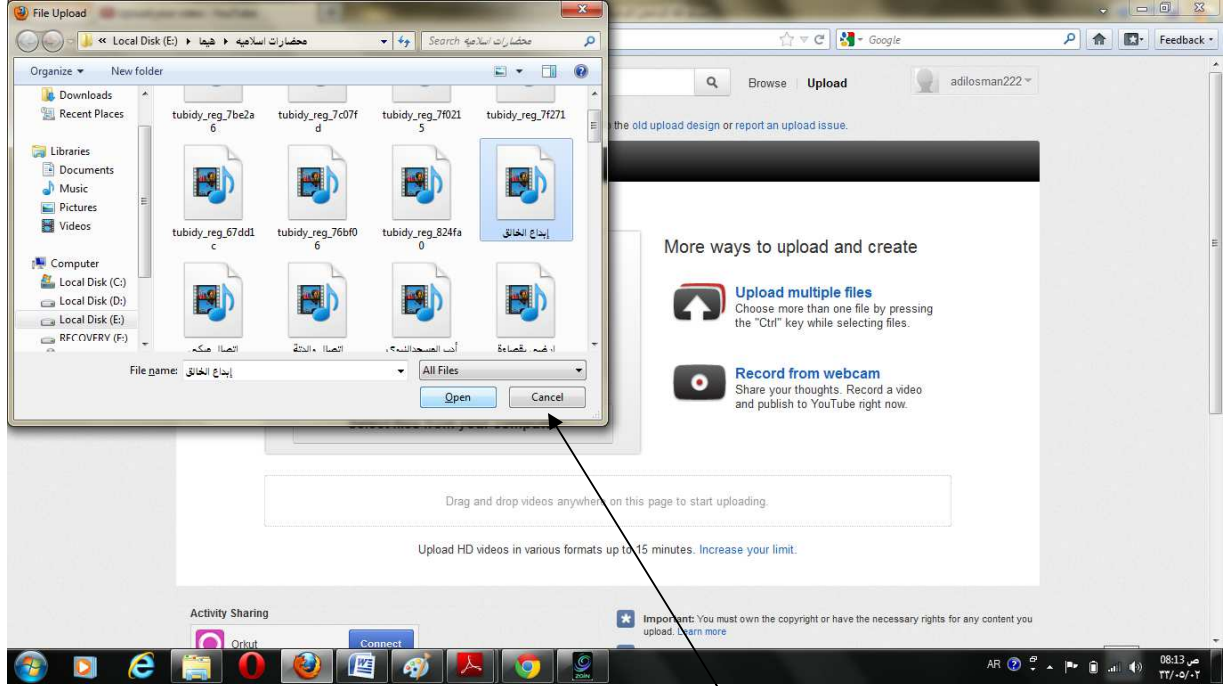 File Upload
« Local Disk (E:) ▸ هيما ▸ محضارات اسلاميه
Search محضارات اسلاميه
Google
Feedback
Organize
New folder
Browse
Upload
adilosman222
the old upload design or report an upload issue.
Downloads
Recent Places
Libraries
Documents
Music
Pictures
Videos
Computer
Local Disk (C:)
Local Disk (D:)
Local Disk (E:)
RECOVERY (F:)
tubidy_reg_7be2a6
tubidy_reg_7c07fd
tubidy_reg_7f0215
tubidy_reg_7f271
tubidy_reg_67dd1c
tubidy_reg_76bf06
tubidy_reg_824fa0
إبداع الخالق
File name:
إبداع الخالق
All Files
Open
Cancel
More ways to upload and create
Upload multiple files
Choose more than one file by pressing
the "Ctrl" key while selecting files.
Record from webcam
Share your thoughts. Record a video
and publish to YouTube right now.
Drag and drop videos anywhere on this page to start uploading.
Upload HD videos in various formats up to 15 minutes. Increase your limit.
Activity Sharing
Orkut
Connect
Important: You must own the copyright or have the necessary rights for any content you
upload. Learn more
ZOIN
AR
08:13 ص